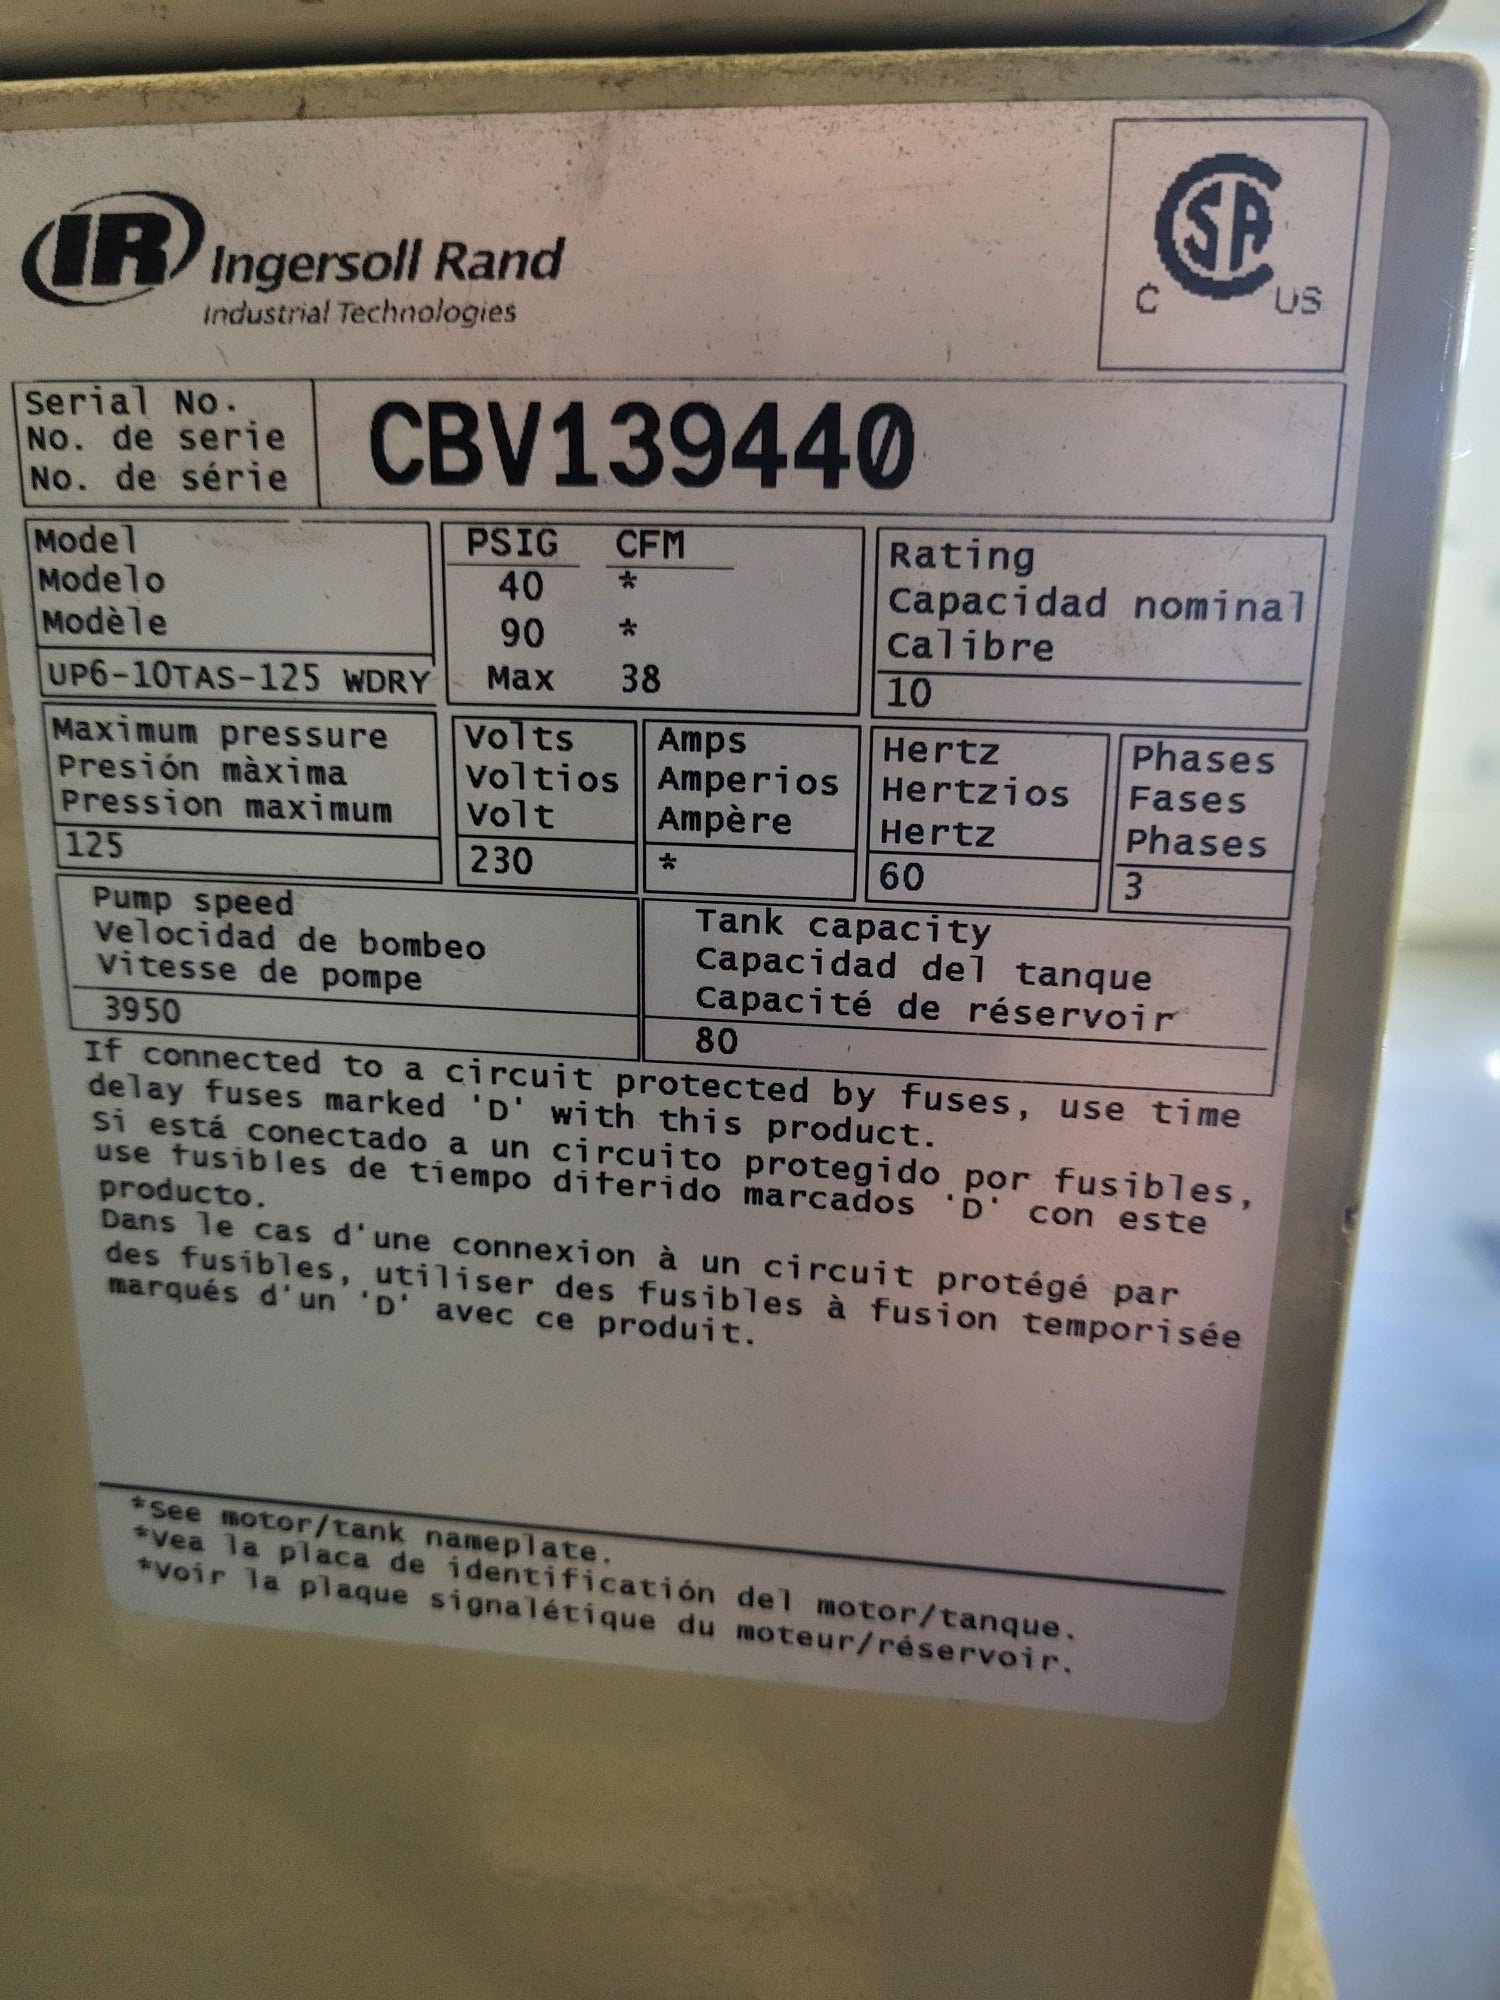 IR Ingersoll Rand
Industrial Technologies
CSA
C US
Serial No.
No. de serie
No. de série
CBV139440
Model
Modelo
Modèle
UP6-10TAS-125 WDRY
PSIG CFM
40 *
90 *
Max 38
Rating
Capacidad nominal
Calibre
10
Maximum pressure
Presión màxima
Pression maximum
125
Volts
Voltios
Volt
230
Amps
Amperios
Ampère
*
Hertz
Hertzios
Hertz
60
Phases
Fases
Phases
3
Pump speed
Velocidad de bombeo
Vitesse de pompe
3950
Tank capacity
Capacidad del tanque
Capacité de réservoir
80
If connected to a circuit protected by fuses, use time
delay fuses marked 'D' with this product.
Si está conectado a un circuito protegido por fusibles,
use fusibles de tiempo diferido marcados 'D' con este
producto.
Dans le cas d'une connexion à un circuit protégé par
des fusibles, utiliser des fusibles à fusion temporisée
marqués d'un 'D' avec ce produit.
*See motor/tank nameplate.
*Vea la placa de identificatión del motor/tanque.
*Voir la plaque signalétique du moteur/réservoir.